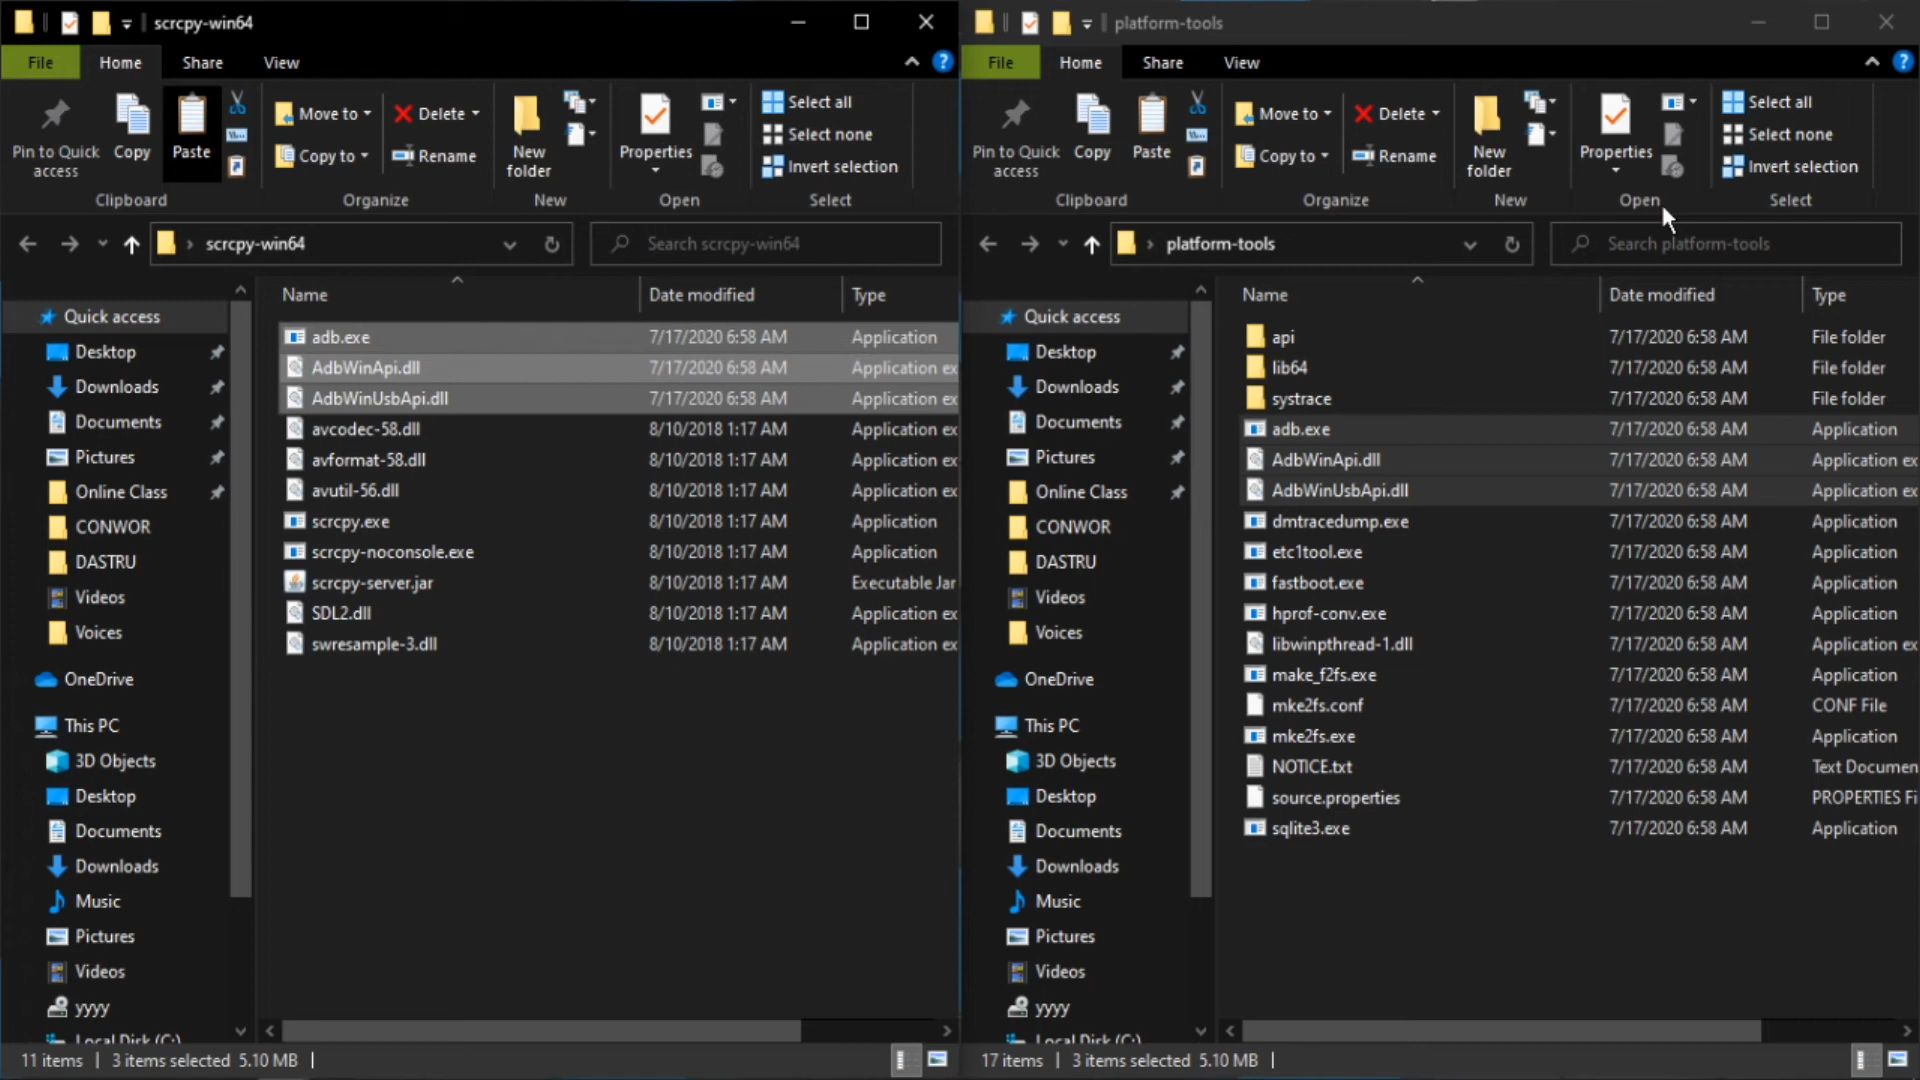 scrcpy-win64
File
Home
Share
View
Pin to Quick access
Copy
Paste
Move to
Copy to
Delete
Rename
New folder
Properties
Select all
Select none
Invert selection
Clipboard
Organize
New
Open
Select
scrcpy-win64
Search scrcpy-win64
Name
Date modified
Type
Quick access
Desktop
Downloads
Documents
Pictures
Online Class
CONWOR
DASTRU
Videos
Voices
OneDrive
This PC
3D Objects
Desktop
Documents
Downloads
Music
Pictures
Videos
yyyy
Local Disk (C:)
adb.exe 7/17/2020 6:58 AM Application
AdbWinApi.dll 7/17/2020 6:58 AM Application ex
AdbWinUsbApi.dll 7/17/2020 6:58 AM Application ex
avcodec-58.dll 8/10/2018 1:17 AM Application ex
avformat-58.dll 8/10/2018 1:17 AM Application ex
avutil-56.dll 8/10/2018 1:17 AM Application ex
scrcpy.exe 8/10/2018 1:17 AM Application
scrcpy-noconsole.exe 8/10/2018 1:17 AM Application
scrcpy-server.jar 8/10/2018 1:17 AM Executable Jar
SDL2.dll 8/10/2018 1:17 AM Application ex
swresample-3.dll 8/10/2018 1:17 AM Application ex
11 items 3 items selected 5.10 MB
platform-tools
File
Home
Share
View
Pin to Quick access
Copy
Paste
Move to
Copy to
Delete
Rename
New folder
Properties
Select all
Select none
Invert selection
Clipboard
Organize
New
Open
Select
platform-tools
Search platform-tools
Name
Date modified
Type
Quick access
Desktop
Downloads
Documents
Pictures
Online Class
CONWOR
DASTRU
Videos
Voices
OneDrive
This PC
3D Objects
Desktop
Documents
Downloads
Music
Pictures
Videos
yyyy
Local Disk (C:)
api 7/17/2020 6:58 AM File folder
lib64 7/17/2020 6:58 AM File folder
systrace 7/17/2020 6:58 AM File folder
adb.exe 7/17/2020 6:58 AM Application
AdbWinApi.dll 7/17/2020 6:58 AM Application ex
AdbWinUsbApi.dll 7/17/2020 6:58 AM Application ex
dmtracedump.exe 7/17/2020 6:58 AM Application
etc1tool.exe 7/17/2020 6:58 AM Application
fastboot.exe 7/17/2020 6:58 AM Application
hprof-conv.exe 7/17/2020 6:58 AM Application
libwinpthread-1.dll 7/17/2020 6:58 AM Application ex
make_f2fs.exe 7/17/2020 6:58 AM Application
mke2fs.conf 7/17/2020 6:58 AM CONF File
mke2fs.exe 7/17/2020 6:58 AM Application
NOTICE.txt 7/17/2020 6:58 AM Text Documen
source.properties 7/17/2020 6:58 AM PROPERTIES Fi
sqlite3.exe 7/17/2020 6:58 AM Application
17 items 3 items selected 5.10 MB